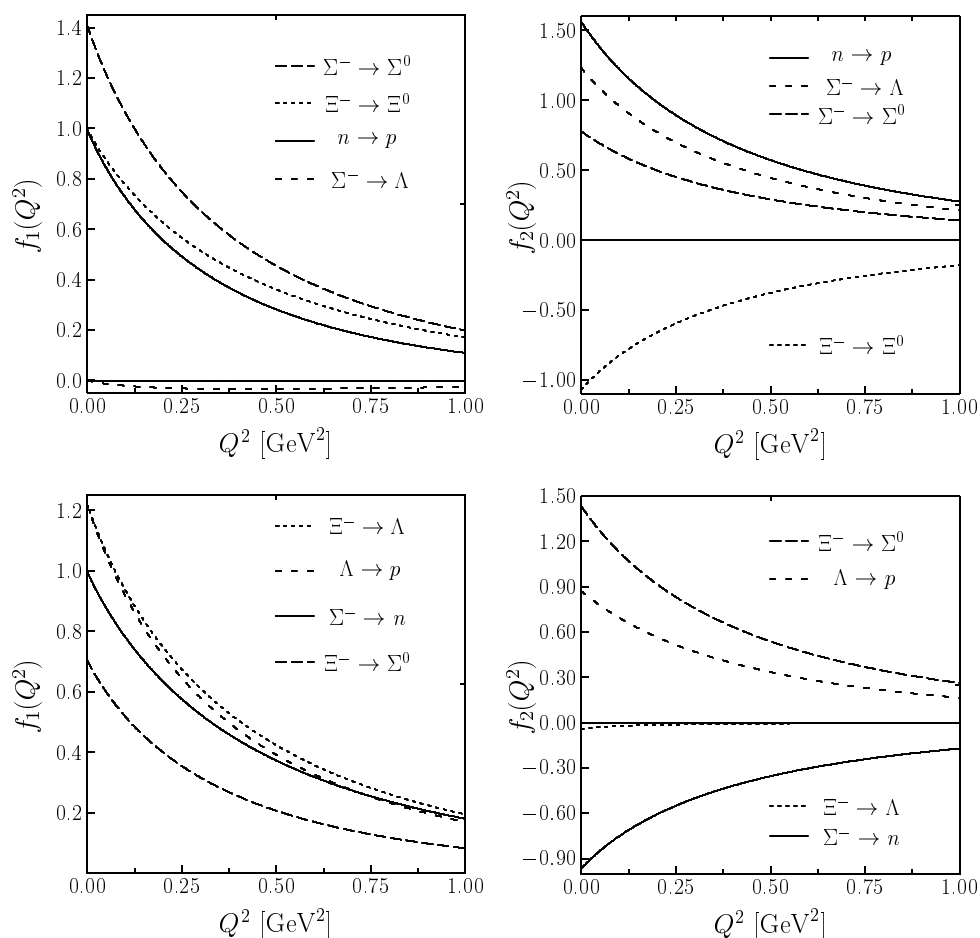 1.4
1.2
1.0
0.8
0.6
0.4
0.2
0.0
f₁(Q²)
Σ⁻ → Σ⁰
Ξ⁻ → Ξ⁰
n → p
Σ⁻ → Λ
0.00 0.25 0.50 0.75 1.00
Q² [GeV²]
1.50
1.00
0.50
0.00
−0.50
−1.00
f₂(Q²)
n → p
Σ⁻ → Λ
Σ⁻ → Σ⁰
Ξ⁻ → Ξ⁰
0.00 0.25 0.50 0.75 1.00
Q² [GeV²]
1.2
1.0
0.8
0.6
0.4
0.2
f₁(Q²)
Ξ⁻ → Λ
Λ → p
Σ⁻ → n
Ξ⁻ → Σ⁰
0.00 0.25 0.50 0.75 1.00
Q² [GeV²]
1.50
1.20
0.90
0.60
0.30
0.00
−0.30
−0.60
−0.90
f₂(Q²)
Ξ⁻ → Σ⁰
Λ → p
Ξ⁻ → Λ
Σ⁻ → n
0.00 0.25 0.50 0.75 1.00
Q² [GeV²]